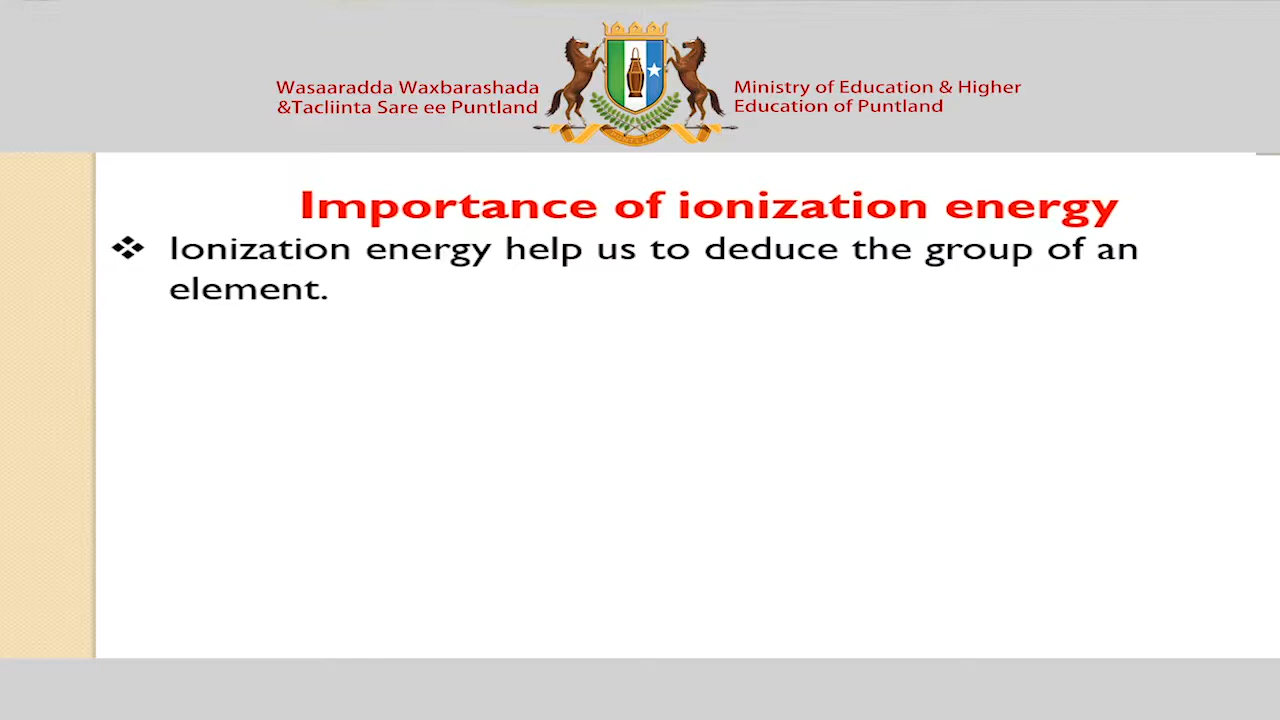 Wasaaradda Waxbarashada
&Tacliinta Sare ee Puntland
Ministry of Education & Higher
Education of Puntland
Importance of ionization energy
❖ Ionization energy help us to deduce the group of an
element.